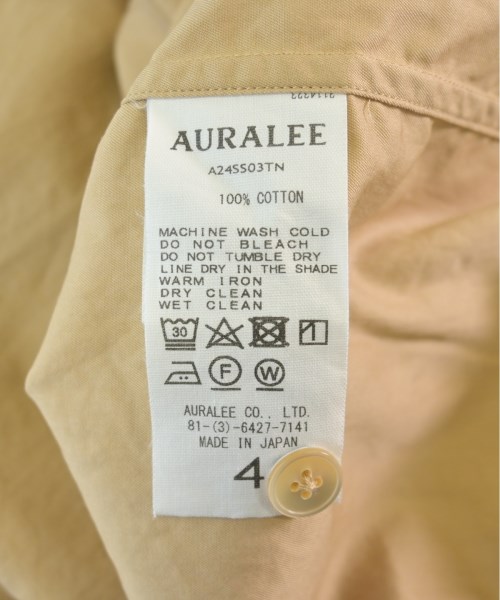 AURALEE
A24SS03TN
100% COTTON
MACHINE WASH COLD
DO NOT BLEACH
DO NOT TUMBLE DRY
LINE DRY IN THE SHADE
WARM IRON
DRY CLEAN
WET CLEAN
30
F W
AURALEE CO., LTD.
81-(3)-6427-7141
MADE IN JAPAN
4